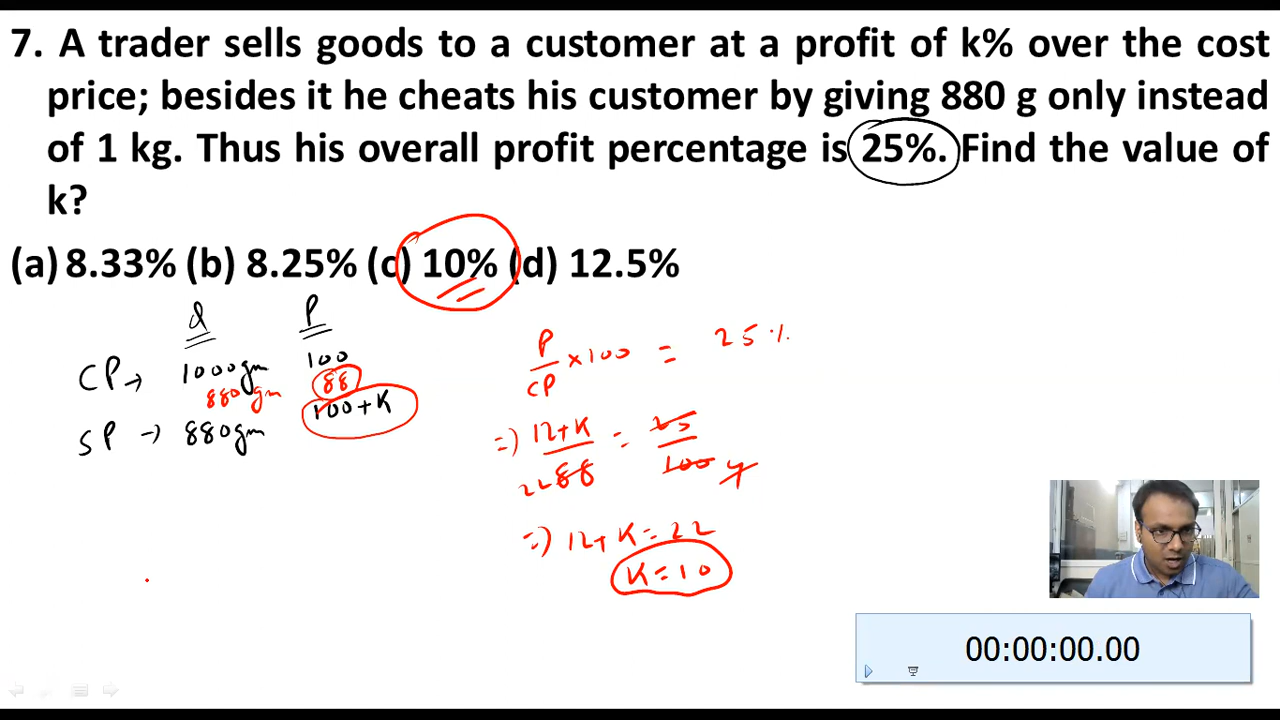 7. A trader sells goods to a customer at a profit of k% over the cost
price; besides it he cheats his customer by giving 880 g only instead
of 1 kg. Thus his overall profit percentage is 25%. Find the value of
k?
(a) 8.33% (b) 8.25% (c) 10% (d) 12.5%
Q P
CP → 1000gm 100
880gm 88
SP → 880gm 100+K
P/CP × 100 = 25%
⇒ 12+K/88 = 25/100
22 4
⇒ 12+K = 22
K = 10
00:00:00.00